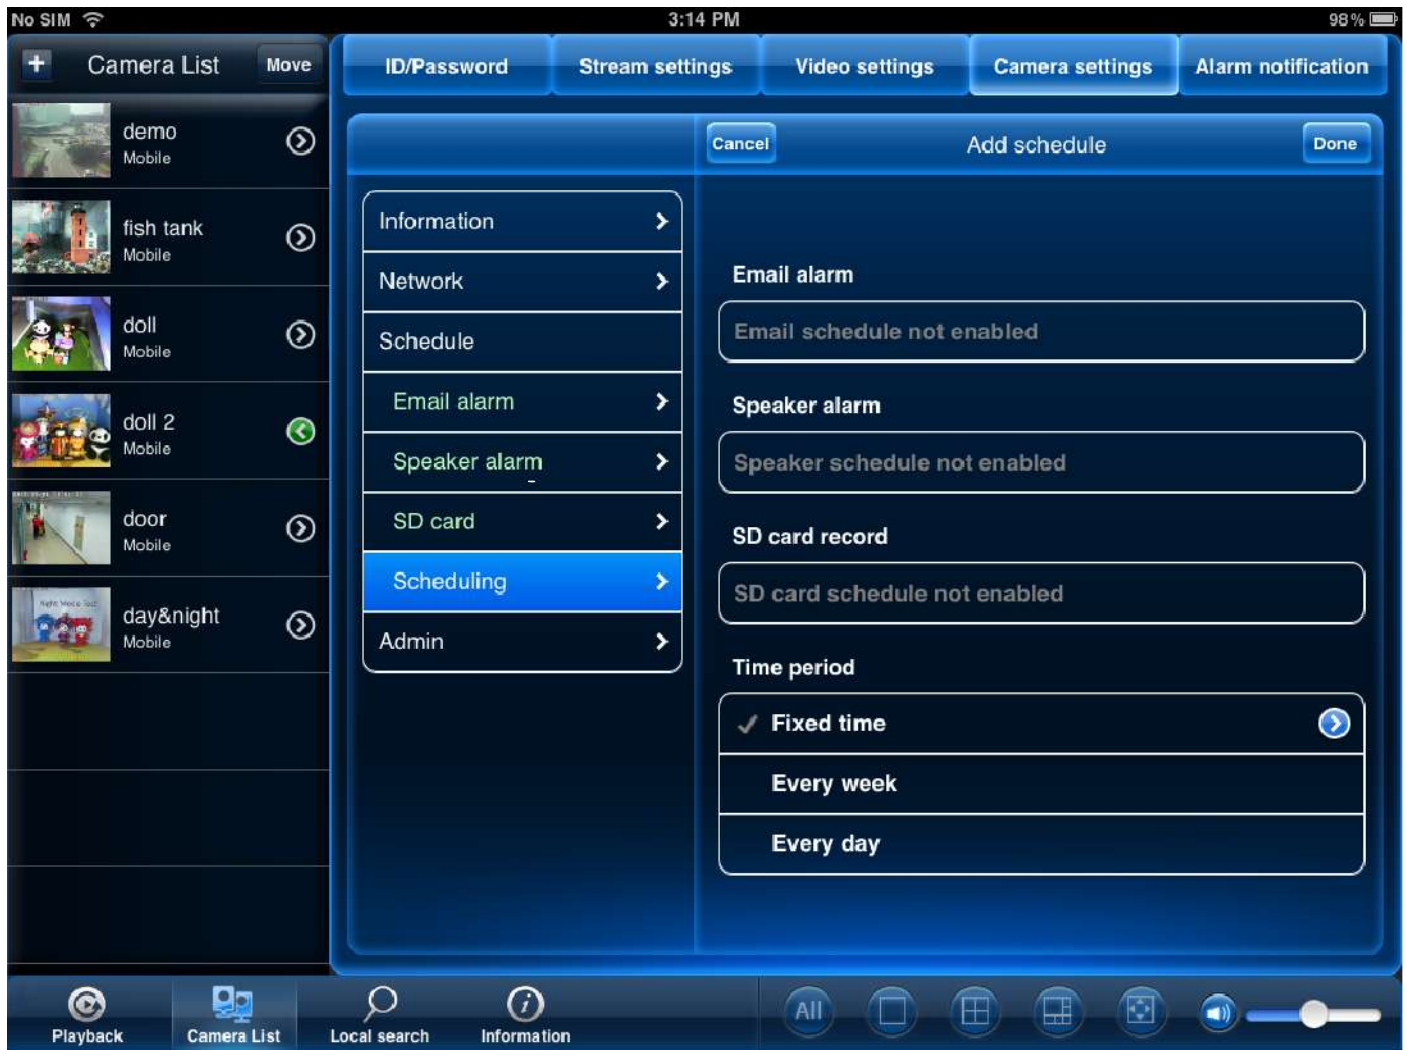 No SIM
3:14 PM
98%
Camera List
Move
ID/Password
Stream settings
Video settings
Camera settings
Alarm notification
demo
Mobile
fish tank
Mobile
doll
Mobile
doll 2
Mobile
door
Mobile
day&night
Mobile
Cancel
Add schedule
Done
Information
Network
Schedule
Email alarm
Speaker alarm
SD card
Scheduling
Admin
Email alarm
Email schedule not enabled
Speaker alarm
Speaker schedule not enabled
SD card record
SD card schedule not enabled
Time period
Fixed time
Every week
Every day
Playback
Camera List
Local search
Information
All